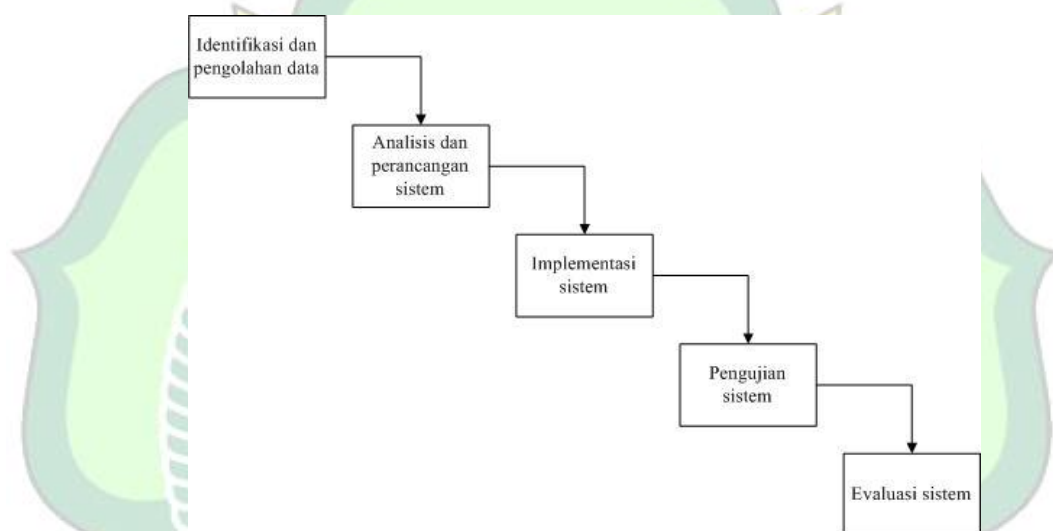 Identifikasi dan
pengolahan data
Analisis dan
perancangan
sistem
Implementasi
sistem
Pengujian
sistem
Evaluasi sistem